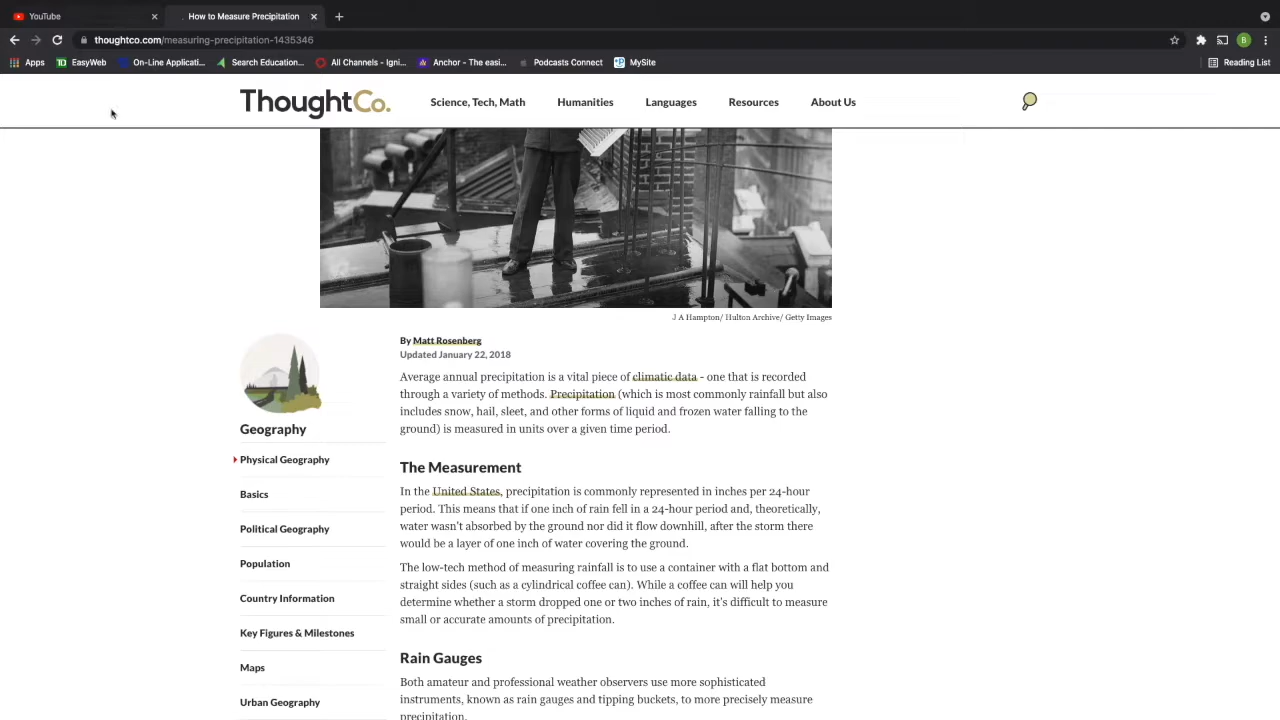 YouTube
How to Measure Precipitation
thoughtco.com/measuring-precipitation-1435346
B
Apps
EasyWeb
On-Line Applicati...
Search Education...
All Channels - Igni...
Anchor - The easi...
Podcasts Connect
MySite
Reading List
ThoughtCo.
Science, Tech, Math
Humanities
Languages
Resources
About Us
J A Hampton/ Hulton Archive/ Getty Images
By Matt Rosenberg
Updated January 22, 2018
Average annual precipitation is a vital piece of climatic data - one that is recorded
through a variety of methods. Precipitation (which is most commonly rainfall but also
includes snow, hail, sleet, and other forms of liquid and frozen water falling to the
ground) is measured in units over a given time period.
Geography
Physical Geography
Basics
Political Geography
Population
Country Information
Key Figures & Milestones
Maps
Urban Geography
The Measurement
In the United States, precipitation is commonly represented in inches per 24-hour
period. This means that if one inch of rain fell in a 24-hour period and, theoretically,
water wasn't absorbed by the ground nor did it flow downhill, after the storm there
would be a layer of one inch of water covering the ground.
The low-tech method of measuring rainfall is to use a container with a flat bottom and
straight sides (such as a cylindrical coffee can). While a coffee can will help you
determine whether a storm dropped one or two inches of rain, it's difficult to measure
small or accurate amounts of precipitation.
Rain Gauges
Both amateur and professional weather observers use more sophisticated
instruments, known as rain gauges and tipping buckets, to more precisely measure
precipitation.